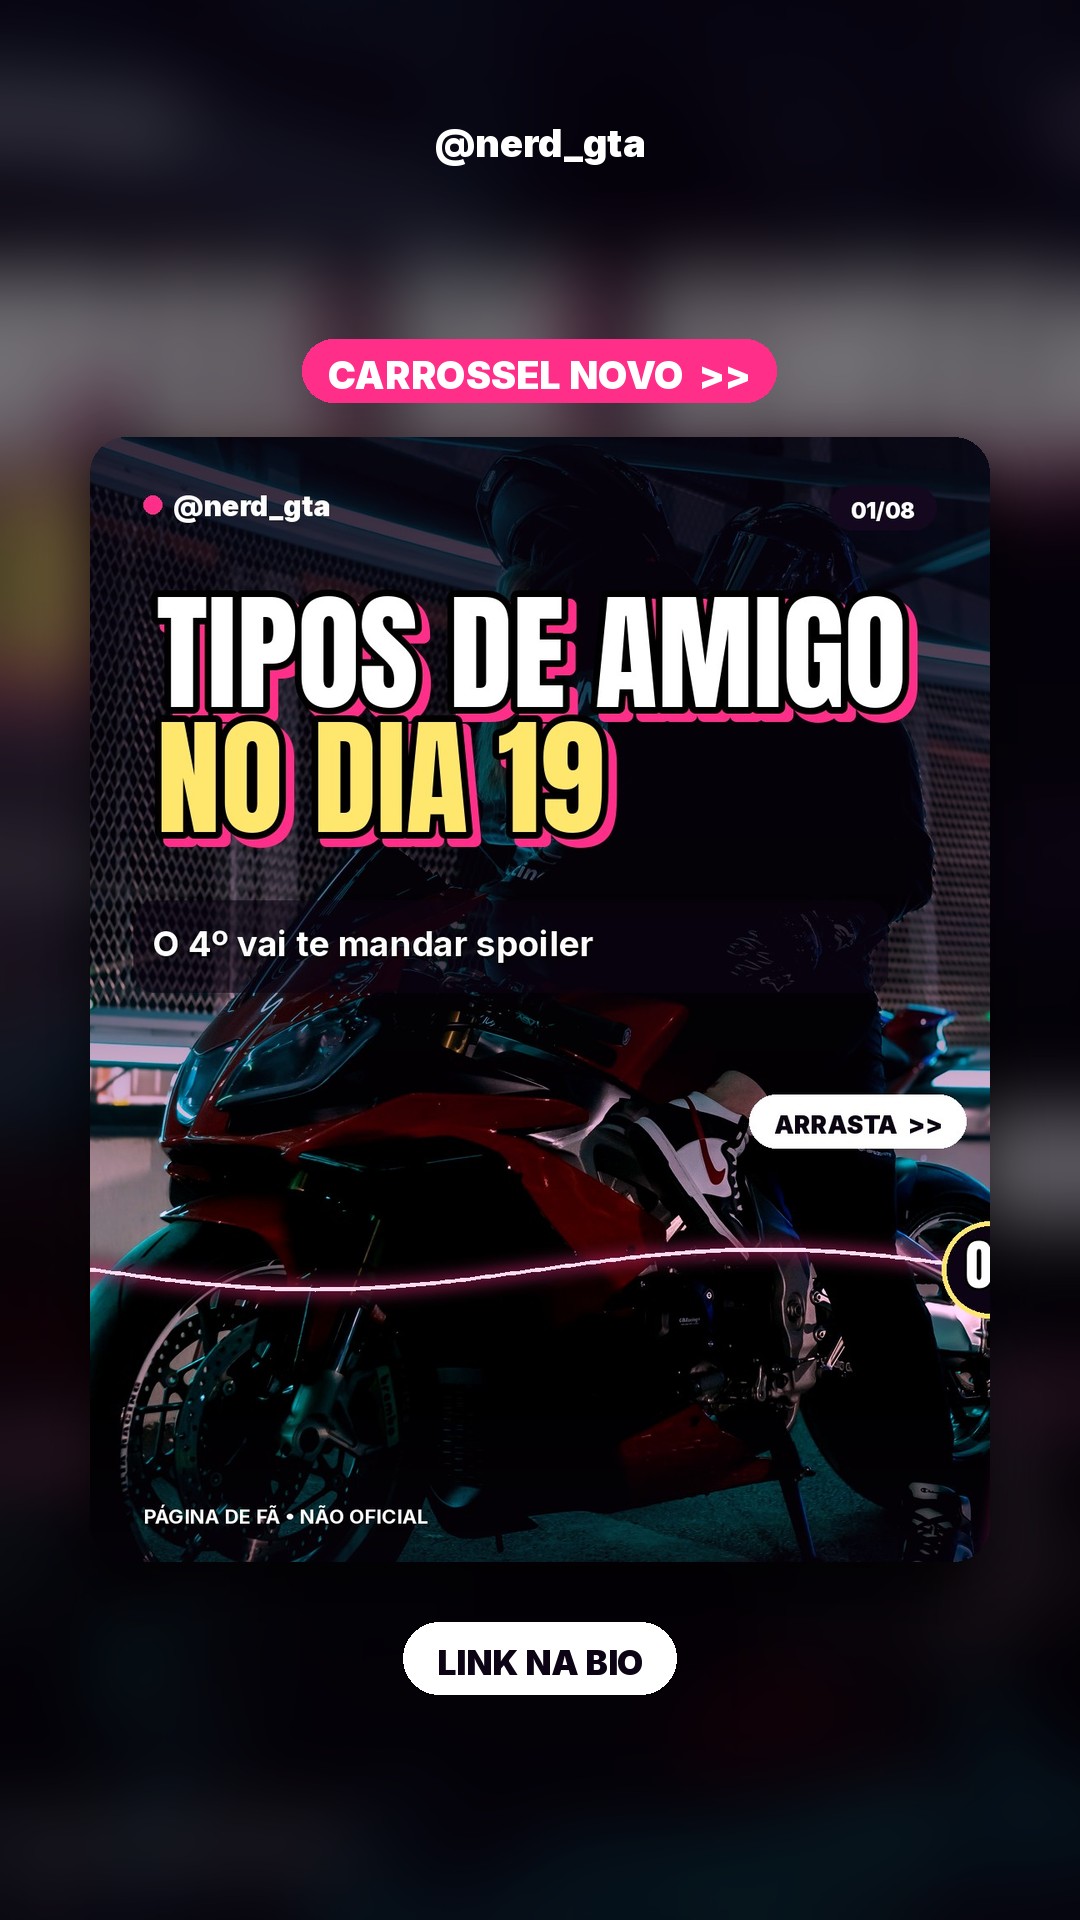 @nerd_gta
CARROSSEL NOVO >>
@nerd_gta
01/08
TIPOS DE AMIGO
NO DIA 19
O 4º vai te mandar spoiler
ARRASTA >>
0
PÁGINA DE FÃ • NÃO OFICIAL
LINK NA BIO